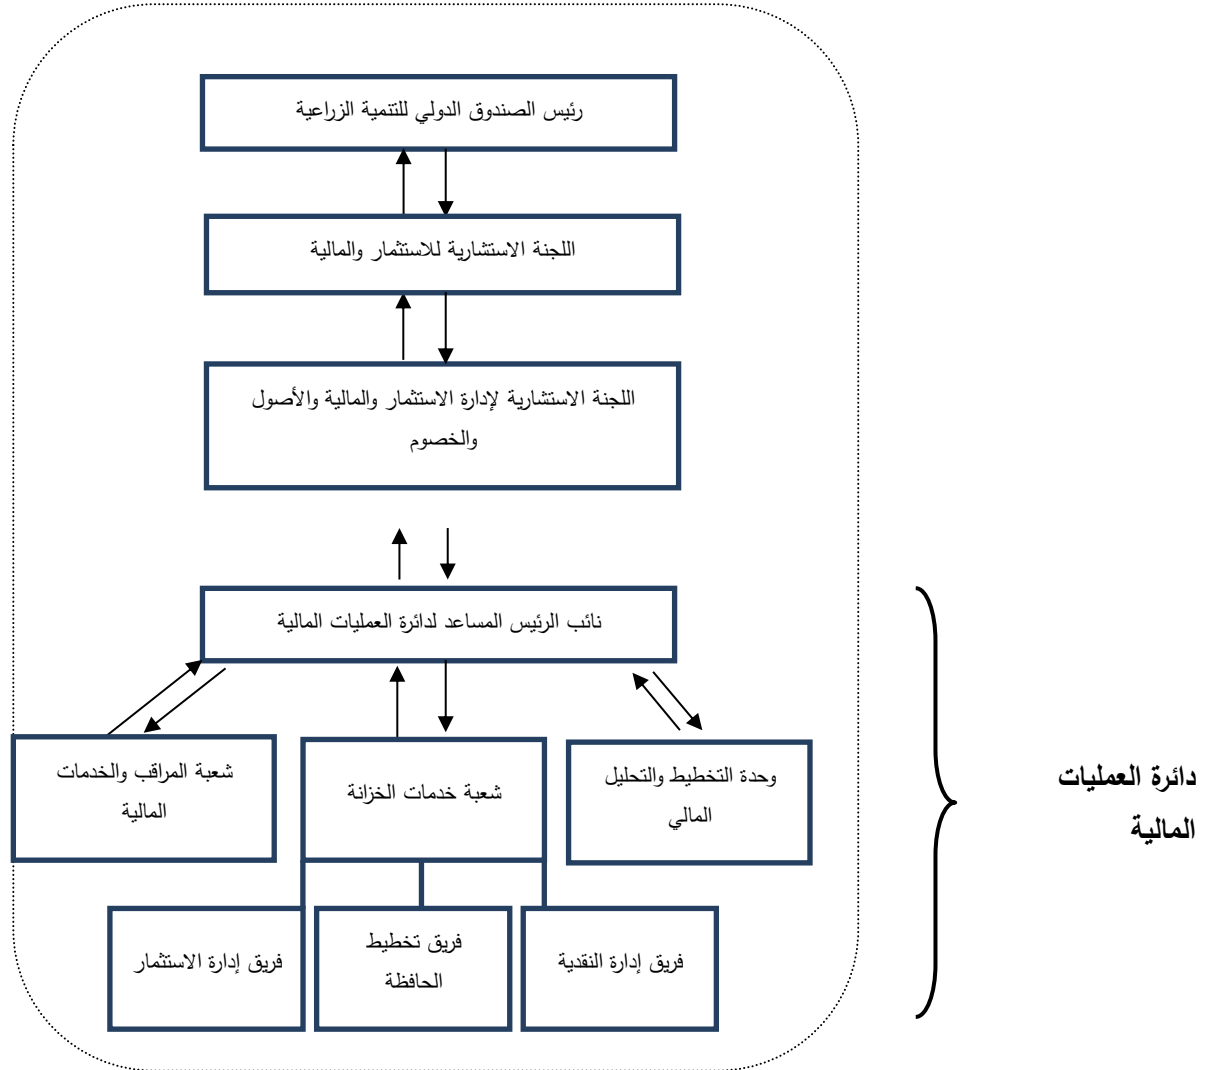 رئيس الصندوق الدولي للتنمية الزراعية
اللجنة الاستشارية للاستثمار والمالية
اللجنة الاستشارية لإدارة الاستثمار والمالية والأصول
والخصوم
نائب الرئيس المساعد لدائرة العمليات المالية
وحدة التخطيط والتحليل
المالي
شعبة خدمات الخزانة
شعبة المراقب والخدمات
المالية
دائرة العمليات
المالية
فريق إدارة النقدية
فريق تخطيط
الحافظة
فريق إدارة الاستثمار